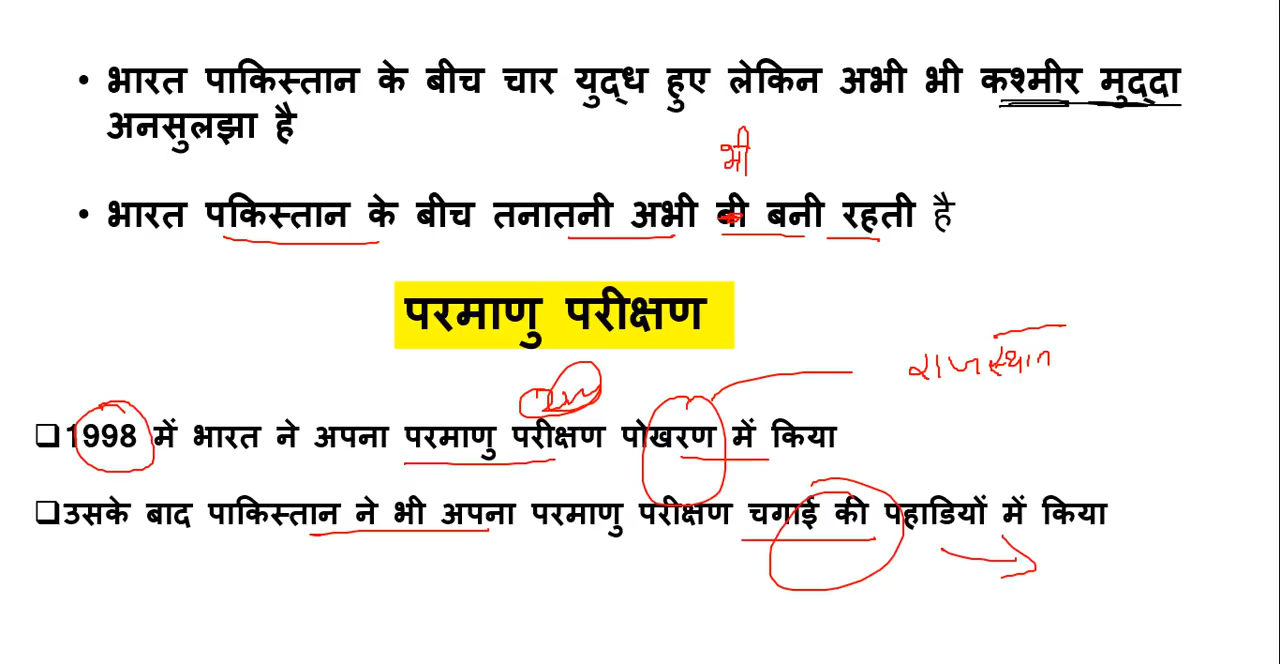 • भारत पाकिस्तान के बीच चार युद्ध हुए लेकिन अभी भी कश्मीर मुद्दा
अनसुलझा है
भी
• भारत पकिस्तान के बीच तनातनी अभी बी बनी रहती है
परमाणु परीक्षण
राजस्थान
❑1998 में भारत ने अपना परमाणु परीक्षण पोखरण में किया
❑उसके बाद पाकिस्तान ने भी अपना परमाणु परीक्षण चगाई की पहाडियों में किया